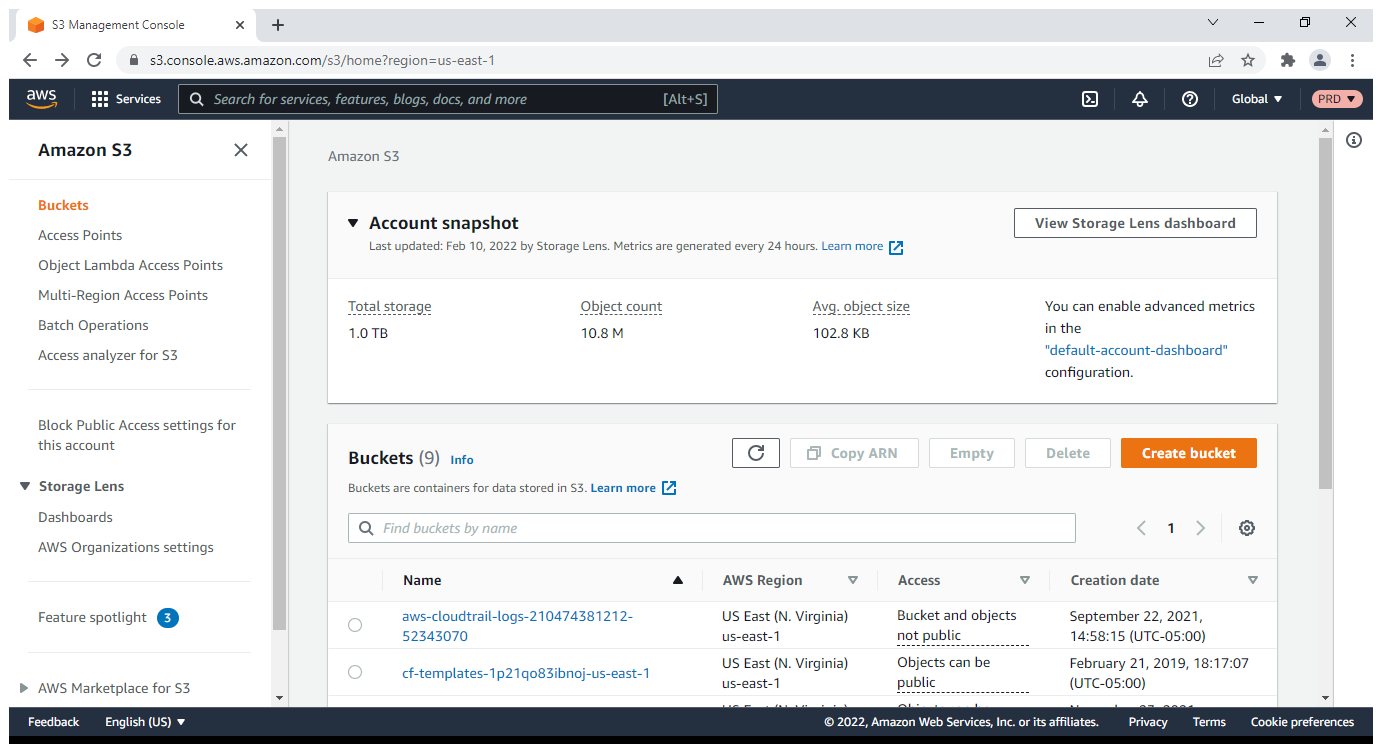 S3 Management Console
s3.console.aws.amazon.com/s3/home?region=us-east-1
aws
Services
Search for services, features, blogs, docs, and more
[Alt+S]
Global
PRD
Amazon S3
Buckets
Access Points
Object Lambda Access Points
Multi-Region Access Points
Batch Operations
Access analyzer for S3
Block Public Access settings for
this account
Storage Lens
Dashboards
AWS Organizations settings
Feature spotlight 3
AWS Marketplace for S3
Amazon S3
Account snapshot
View Storage Lens dashboard
Last updated: Feb 10, 2022 by Storage Lens. Metrics are generated every 24 hours. Learn more
Total storage
1.0 TB
Object count
10.8 M
Avg. object size
102.8 KB
You can enable advanced metrics
in the
"default-account-dashboard"
configuration.
Buckets (9) Info
Copy ARN
Empty
Delete
Create bucket
Buckets are containers for data stored in S3. Learn more
Find buckets by name
1
Name
AWS Region
Access
Creation date
aws-cloudtrail-logs-210474381212-
52343070
US East (N. Virginia)
us-east-1
Bucket and objects
not public
September 22, 2021,
14:58:15 (UTC-05:00)
cf-templates-1p21qo83ibnoj-us-east-1
US East (N. Virginia)
us-east-1
Objects can be
public
February 21, 2019, 18:17:07
(UTC-05:00)
Feedback
English (US)
© 2022, Amazon Web Services, Inc. or its affiliates.
Privacy
Terms
Cookie preferences